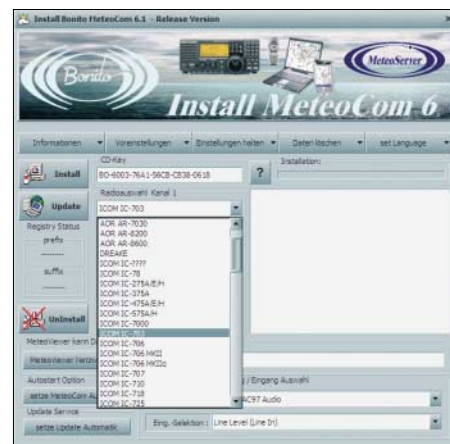 Install Bonito MeteoCom 6.1 - Release Version
Bonito
MeteoServer
Install MeteoCom 6
Informationen
Voreinstellungen
Einstellungen halten
Daten löschen
set Language
CD-Key
Installation:
Install
BO-6003-76A1-56CB-CB38-0618
?
Radioauswahl Kanal 1
Update
ICOM IC-703
Registry Status
prefix
--------
suffix
--------
AOR AR-7030
AOR AR-8200
AOR AR-8600
DREAKE
ICOM IC-????
ICOM IC-78
ICOM IC-275A/E/H
ICOM IC-375A
ICOM IC-475A/E/H
ICOM IC-575A/H
ICOM IC-7000
ICOM IC-703
ICOM IC-706
ICOM IC-706 MKII
ICOM IC-706 MKIIG
ICOM IC-707
ICOM IC-710
ICOM IC-718
ICOM IC-725
UnInstall
MeteoViewer kann
MeteoViewer
Autostart Option
/ Eingang Auswahl
setze MeteoCom
AC97 Audio
Update Service
setze Update Automatik
Eing. -Selektion :
Line Level (Line In)